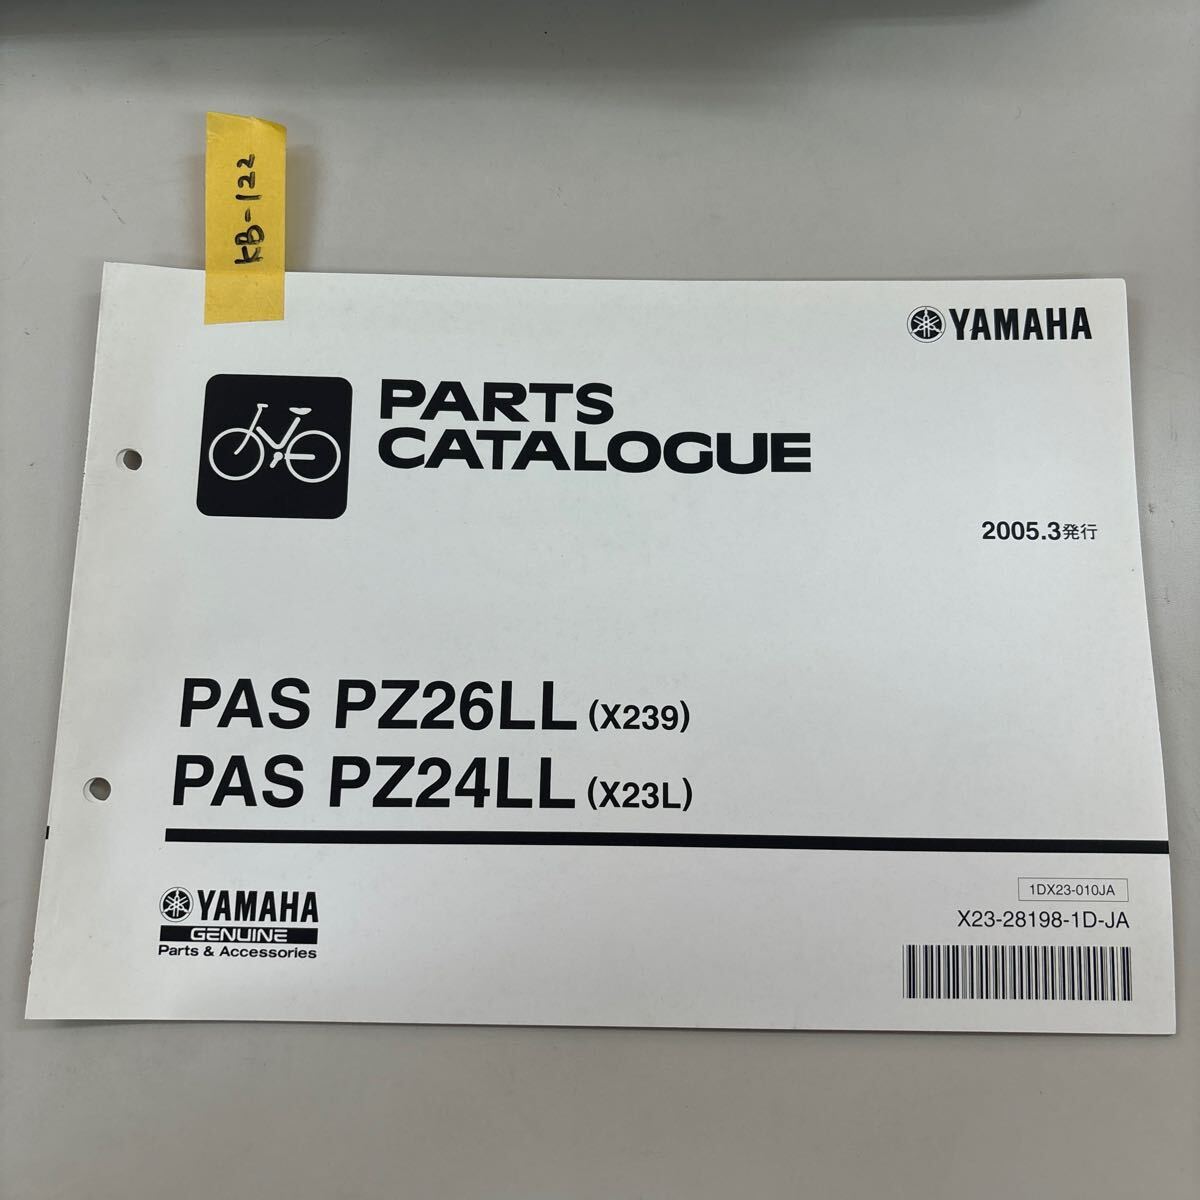 KB-122
YAMAHA
PARTS
CATALOGUE
2005.3発行
PAS PZ26LL (X239)
PAS PZ24LL (X23L)
YAMAHA
GENUINE
Parts & Accessories
1DX23-010JA
X23-28198-1D-JA